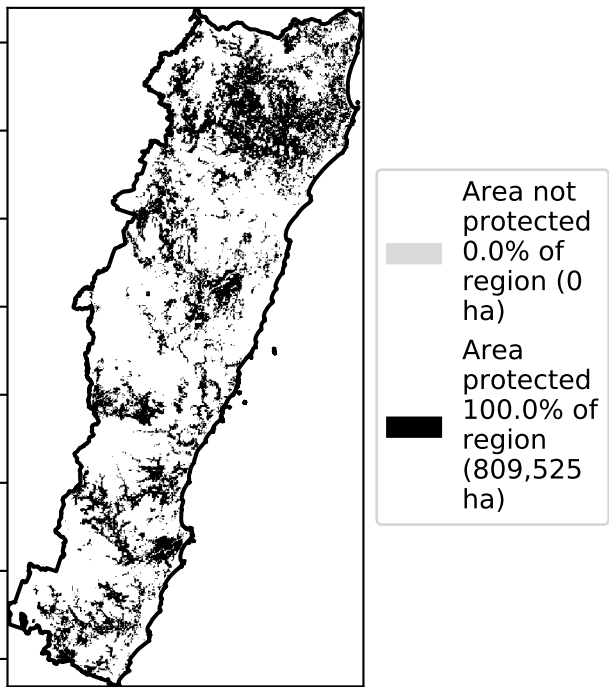 Area not
protected
0.0% of
region (0
ha)
Area
protected
100.0% of
region
(809,525
ha)